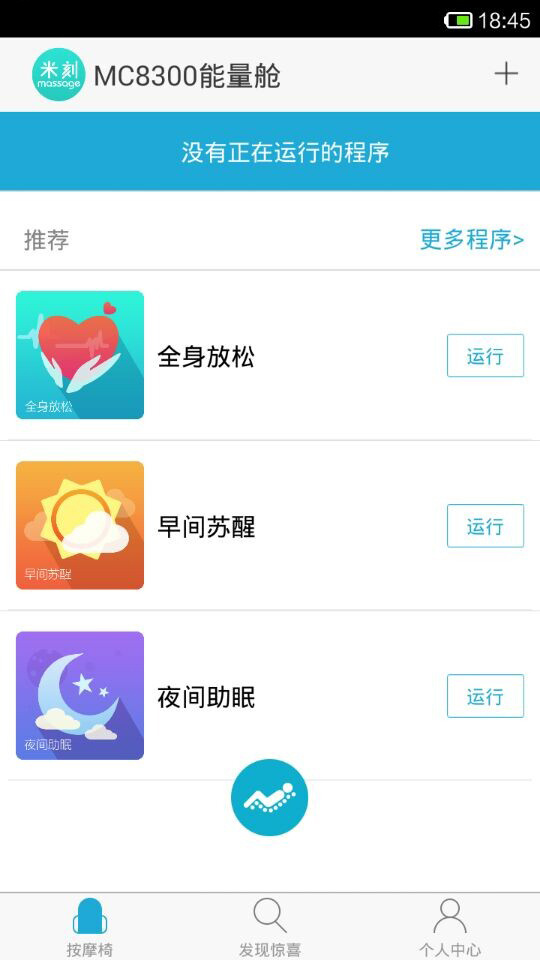 18:45
米刻
massage
MC8300能量舱
没有正在运行的程序
推荐
更多程序>
全身放松
全身放松
运行
早间苏醒
早间苏醒
运行
夜间助眠
夜间助眠
运行
按摩椅
发现惊喜
个人中心